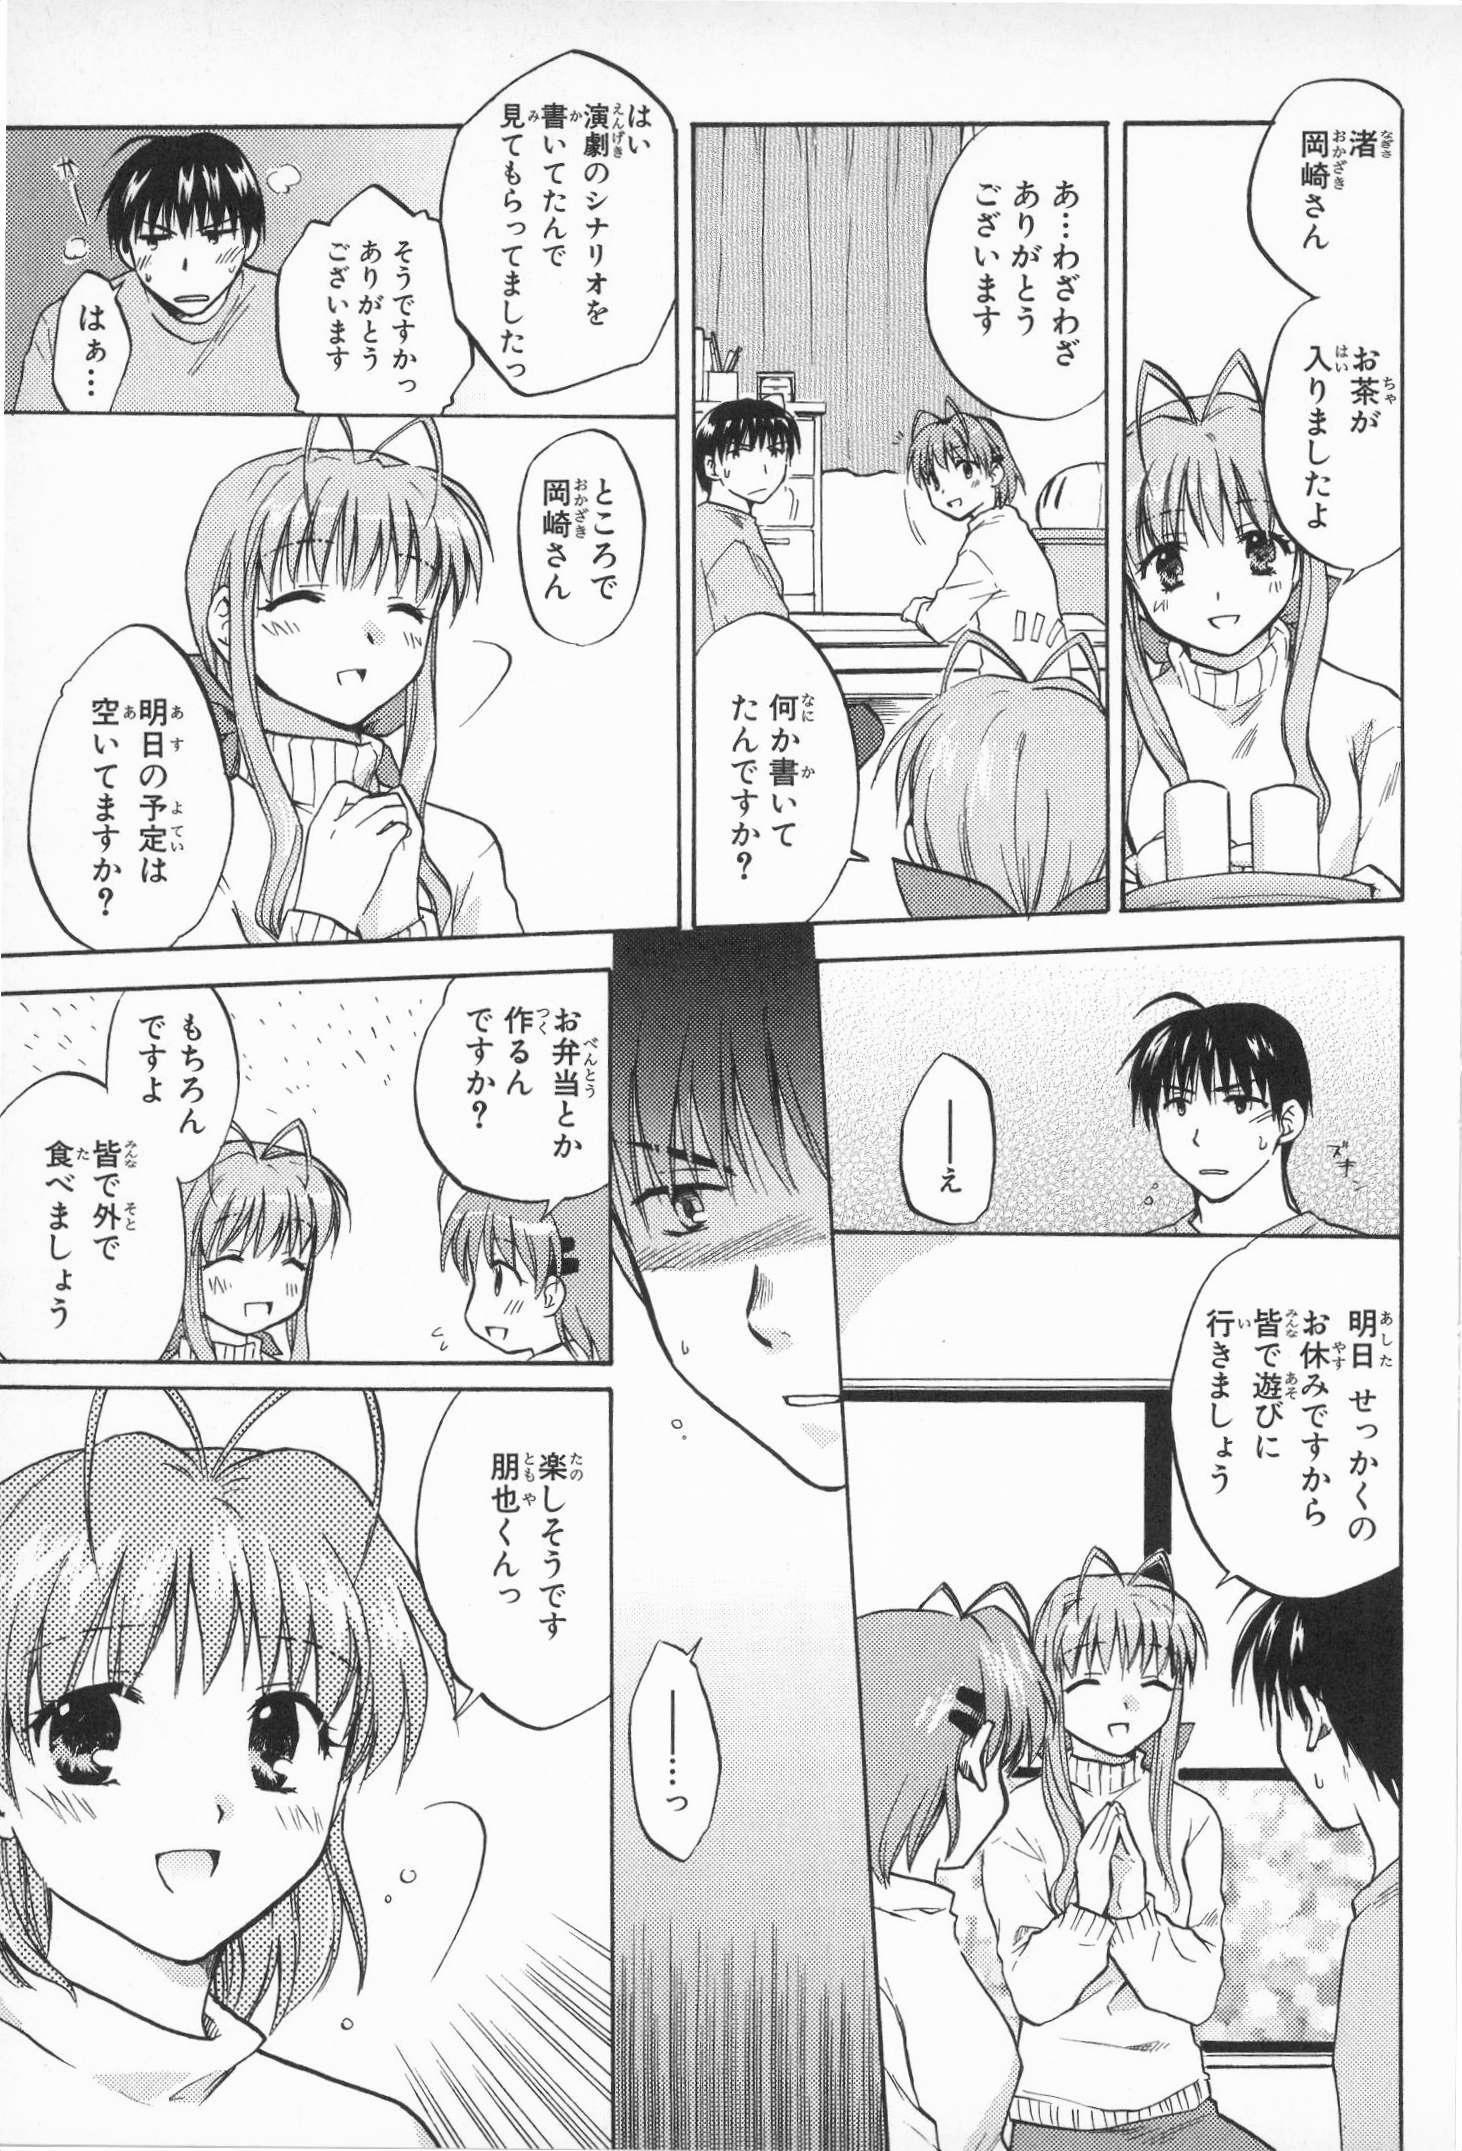 渚
岡崎さん
お茶が
入りましたよ
あ…わざわざ
ありがとう
ございます
何か書いて
たんですか？
はい
演劇のシナリオを
書いてたんで
見てもらってましたっ
そうですかっ
ありがとう
ございます
はぁ…
ところで
岡崎さん
明日の予定は
空いてますか？
──え
ズキン
明日 せっかくの
お休みですから
皆で遊びに
行きましょう
お弁当とか
作るん
ですか？
もちろん
ですよ
皆で外で
食べましょう
──…っ
楽しそうです
朋也くんっ